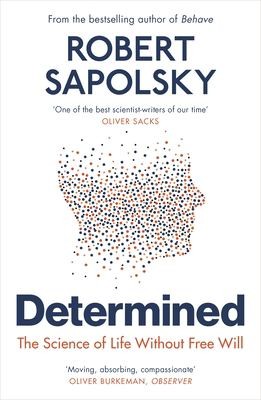 From the bestselling author of Behave
ROBERT
SAPOLSKY
‘One of the best scientist-writers of our time’
OLIVER SACKS
Determined
The Science of Life Without Free Will
‘Moving, absorbing, compassionate’
OLIVER BURKEMAN, OBSERVER